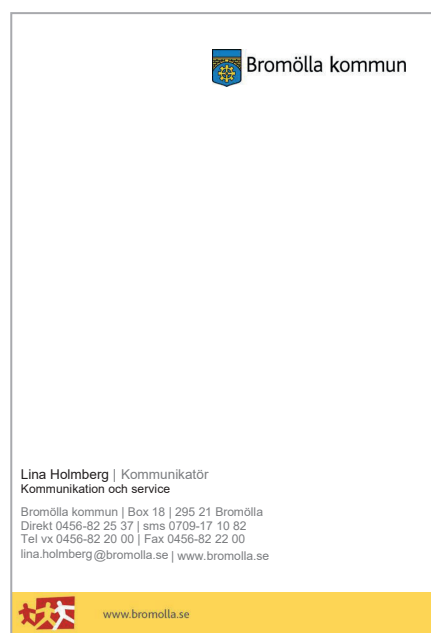 Bromölla kommun
Lina Holmberg | Kommunikatör
Kommunikation och service
Bromölla kommun | Box 18 | 295 21 Bromölla
Direkt 0456-82 25 37 | sms 0709-17 10 82
Tel vx 0456-82 20 00 | Fax 0456-82 22 00
lina.holmberg@bromolla.se | www.bromolla.se
www.bromolla.se